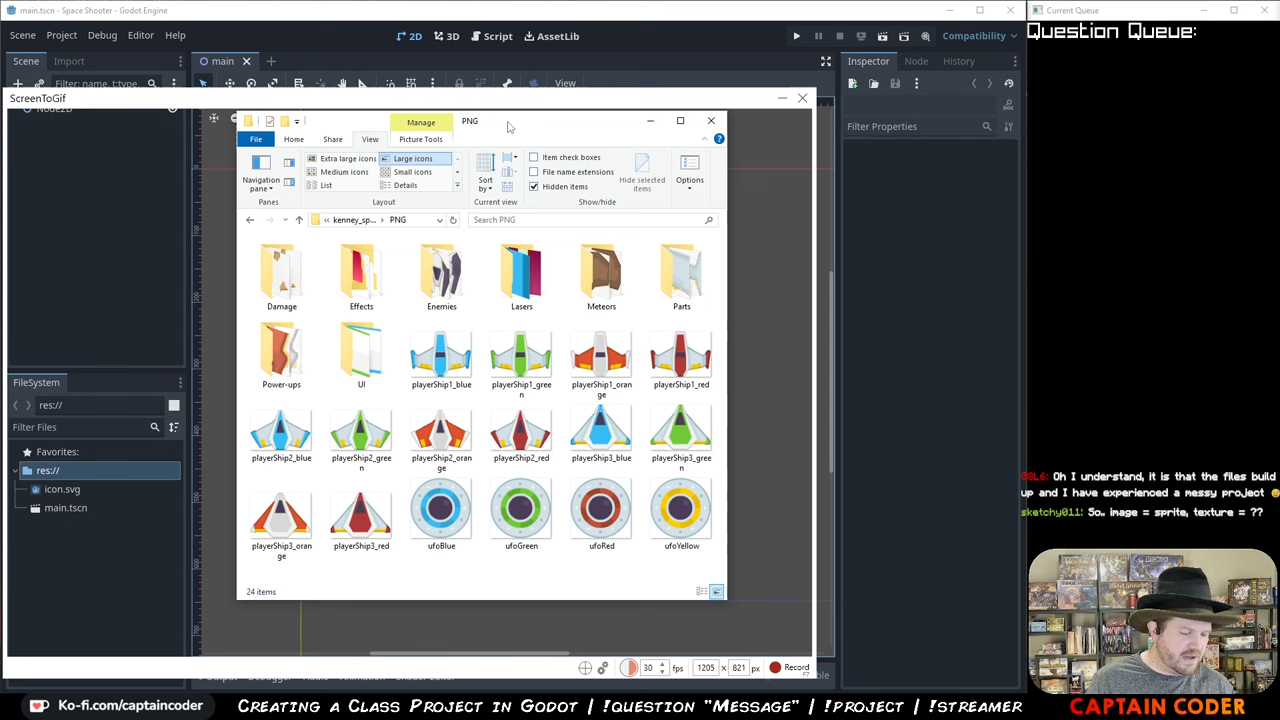 main.tscn - Space Shooter - Godot Engine
Current Queue
Scene Project Debug Editor Help
2D 3D Script AssetLib
Compatibility
Question Queue:
Scene Import
main
Inspector Node History
Filter: name, t:type,
View
ScreenToGif
Node2D
Manage PNG
Filter Properties
File Home Share View Picture Tools
Extra large icons Large icons
Medium icons Small icons
List Details
Navigation pane
Sort by
Item check boxes
File name extensions
Hidden items
Hide selected items
Options
Panes Layout Current view Show/hide
« kenney_sp... › PNG
Search PNG
Damage Effects Enemies Lasers Meteors Parts
Power-ups UI playerShip1_blue playerShip1_green playerShip1_orange playerShip1_red
FileSystem
res://
Filter Files
Favorites:
res://
icon.svg
main.tscn
playerShip2_blue playerShip2_green playerShip2_orange playerShip2_red playerShip3_blue playerShip3_green
playerShip3_orange playerShip3_red ufoBlue ufoGreen ufoRed ufoYellow
24 items
Oh I understand, it is that the files build
up and I have experienced a messy project
sketchy011: So.. image = sprite, texture = ??
30 fps 1205 x 821 px Record
F7
Ko-fi.com/captaincoder
Creating a Class Project in Godot | !question "Message" | !project | !streamer
CAPTAIN CODER